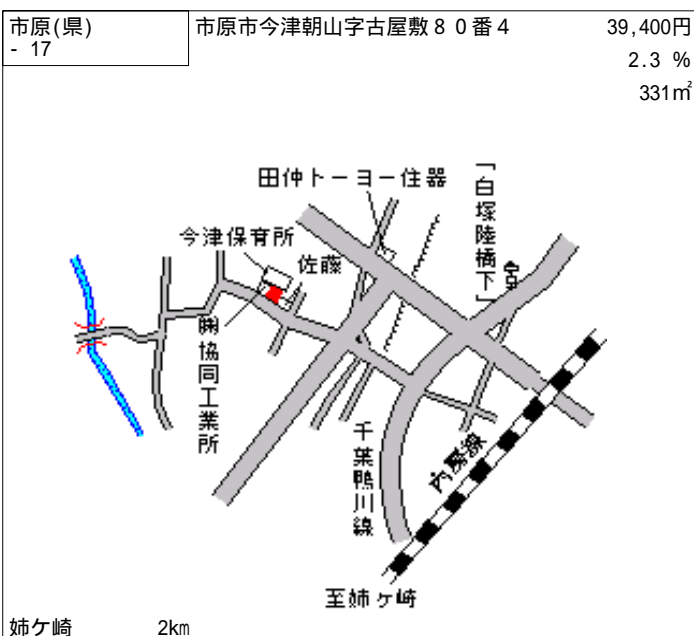 市原(県)
- 17
市原市今津朝山字古屋敷８０番４
39,400円
2.3 %
331㎡
田仲トーヨー住器
「白塚陸橋下」
今津保育所
佐藤
㈱協同工業所
千葉鴨川線
内房線
至姉ヶ崎
姉ケ崎 2㎞